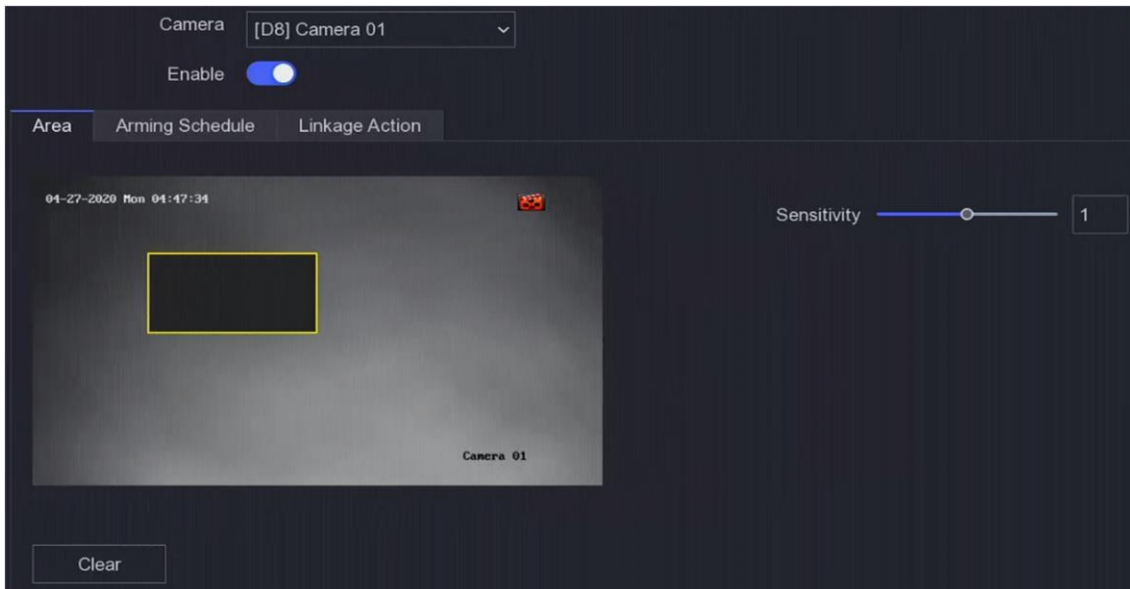 Camera [D8] Camera 01
Enable
Area Arming Schedule Linkage Action
04-27-2020 Mon 04:47:34
Sensitivity 1
Camera 01
Clear